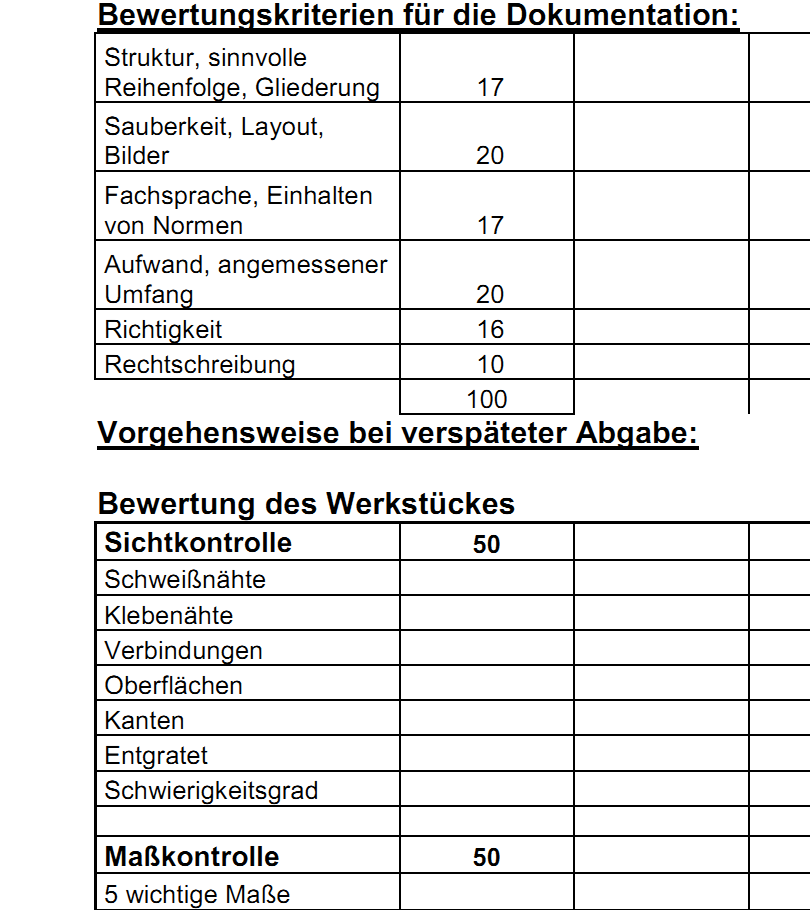 Bewertungskriterien für die Dokumentation:
Struktur, sinnvolle
Reihenfolge, Gliederung 17
Sauberkeit, Layout,
Bilder 20
Fachsprache, Einhalten
von Normen 17
Aufwand, angemessener
Umfang 20
Richtigkeit 16
Rechtschreibung 10
100
Vorgehensweise bei verspäteter Abgabe:
Bewertung des Werkstückes
Sichtkontrolle 50
Schweißnähte
Klebenähte
Verbindungen
Oberflächen
Kanten
Entgratet
Schwierigkeitsgrad
Maßkontrolle 50
5 wichtige Maße